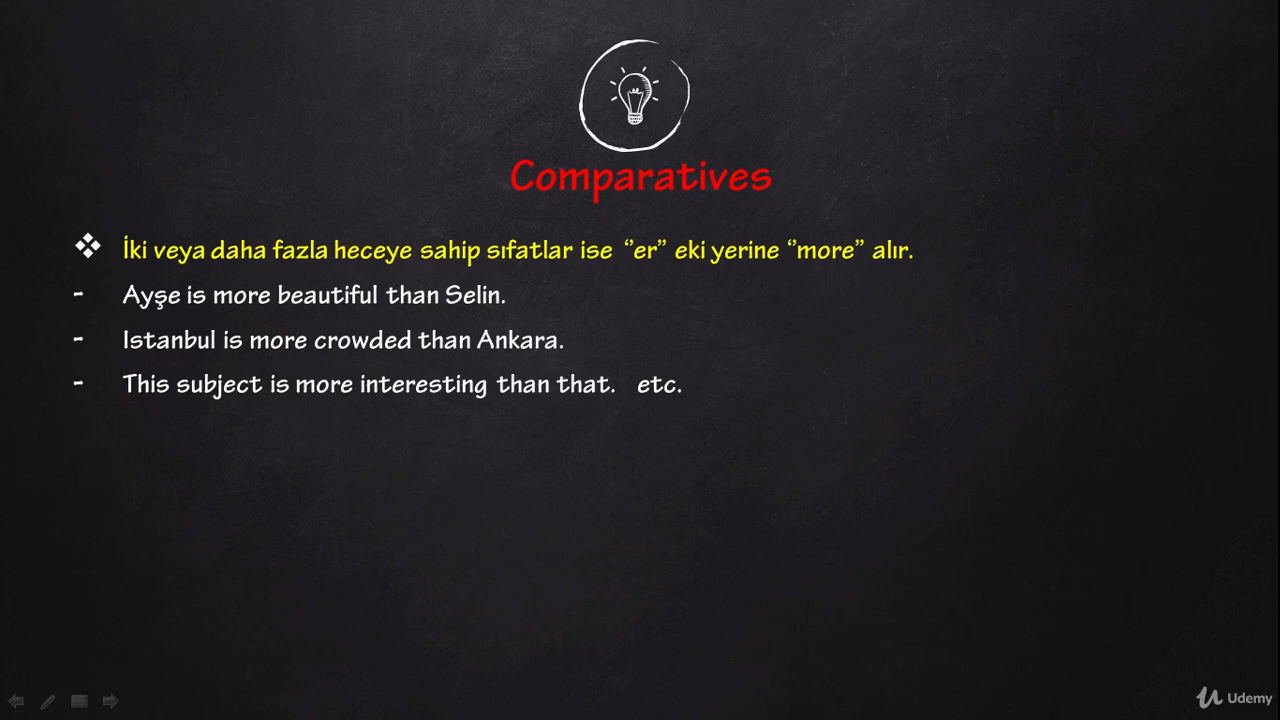 Comparatives
❖ İki veya daha fazla heceye sahip sıfatlar ise ‘’er’’ eki yerine ‘’more’’ alır.
- Ayşe is more beautiful than Selin.
- Istanbul is more crowded than Ankara.
- This subject is more interesting than that. etc.
Udemy